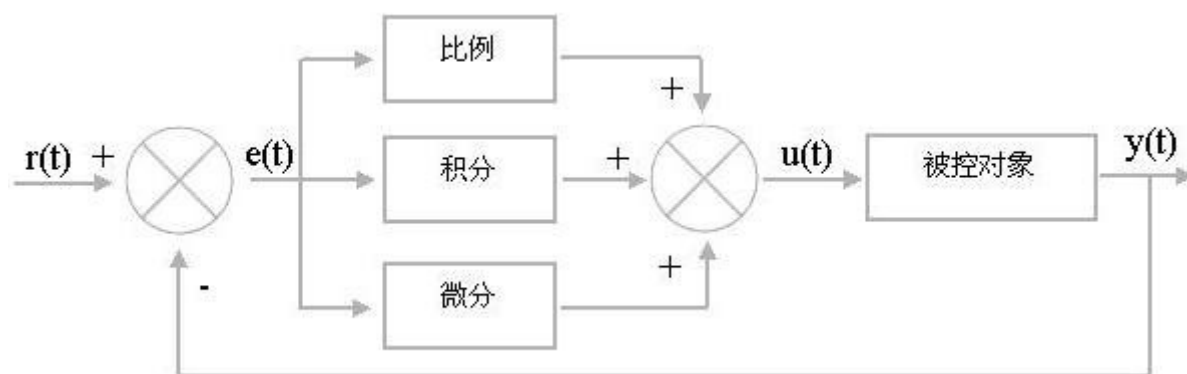 比例
+
r(t) +
e(t)
积分
+
u(t)
被控对象
y(t)
-
微分
+